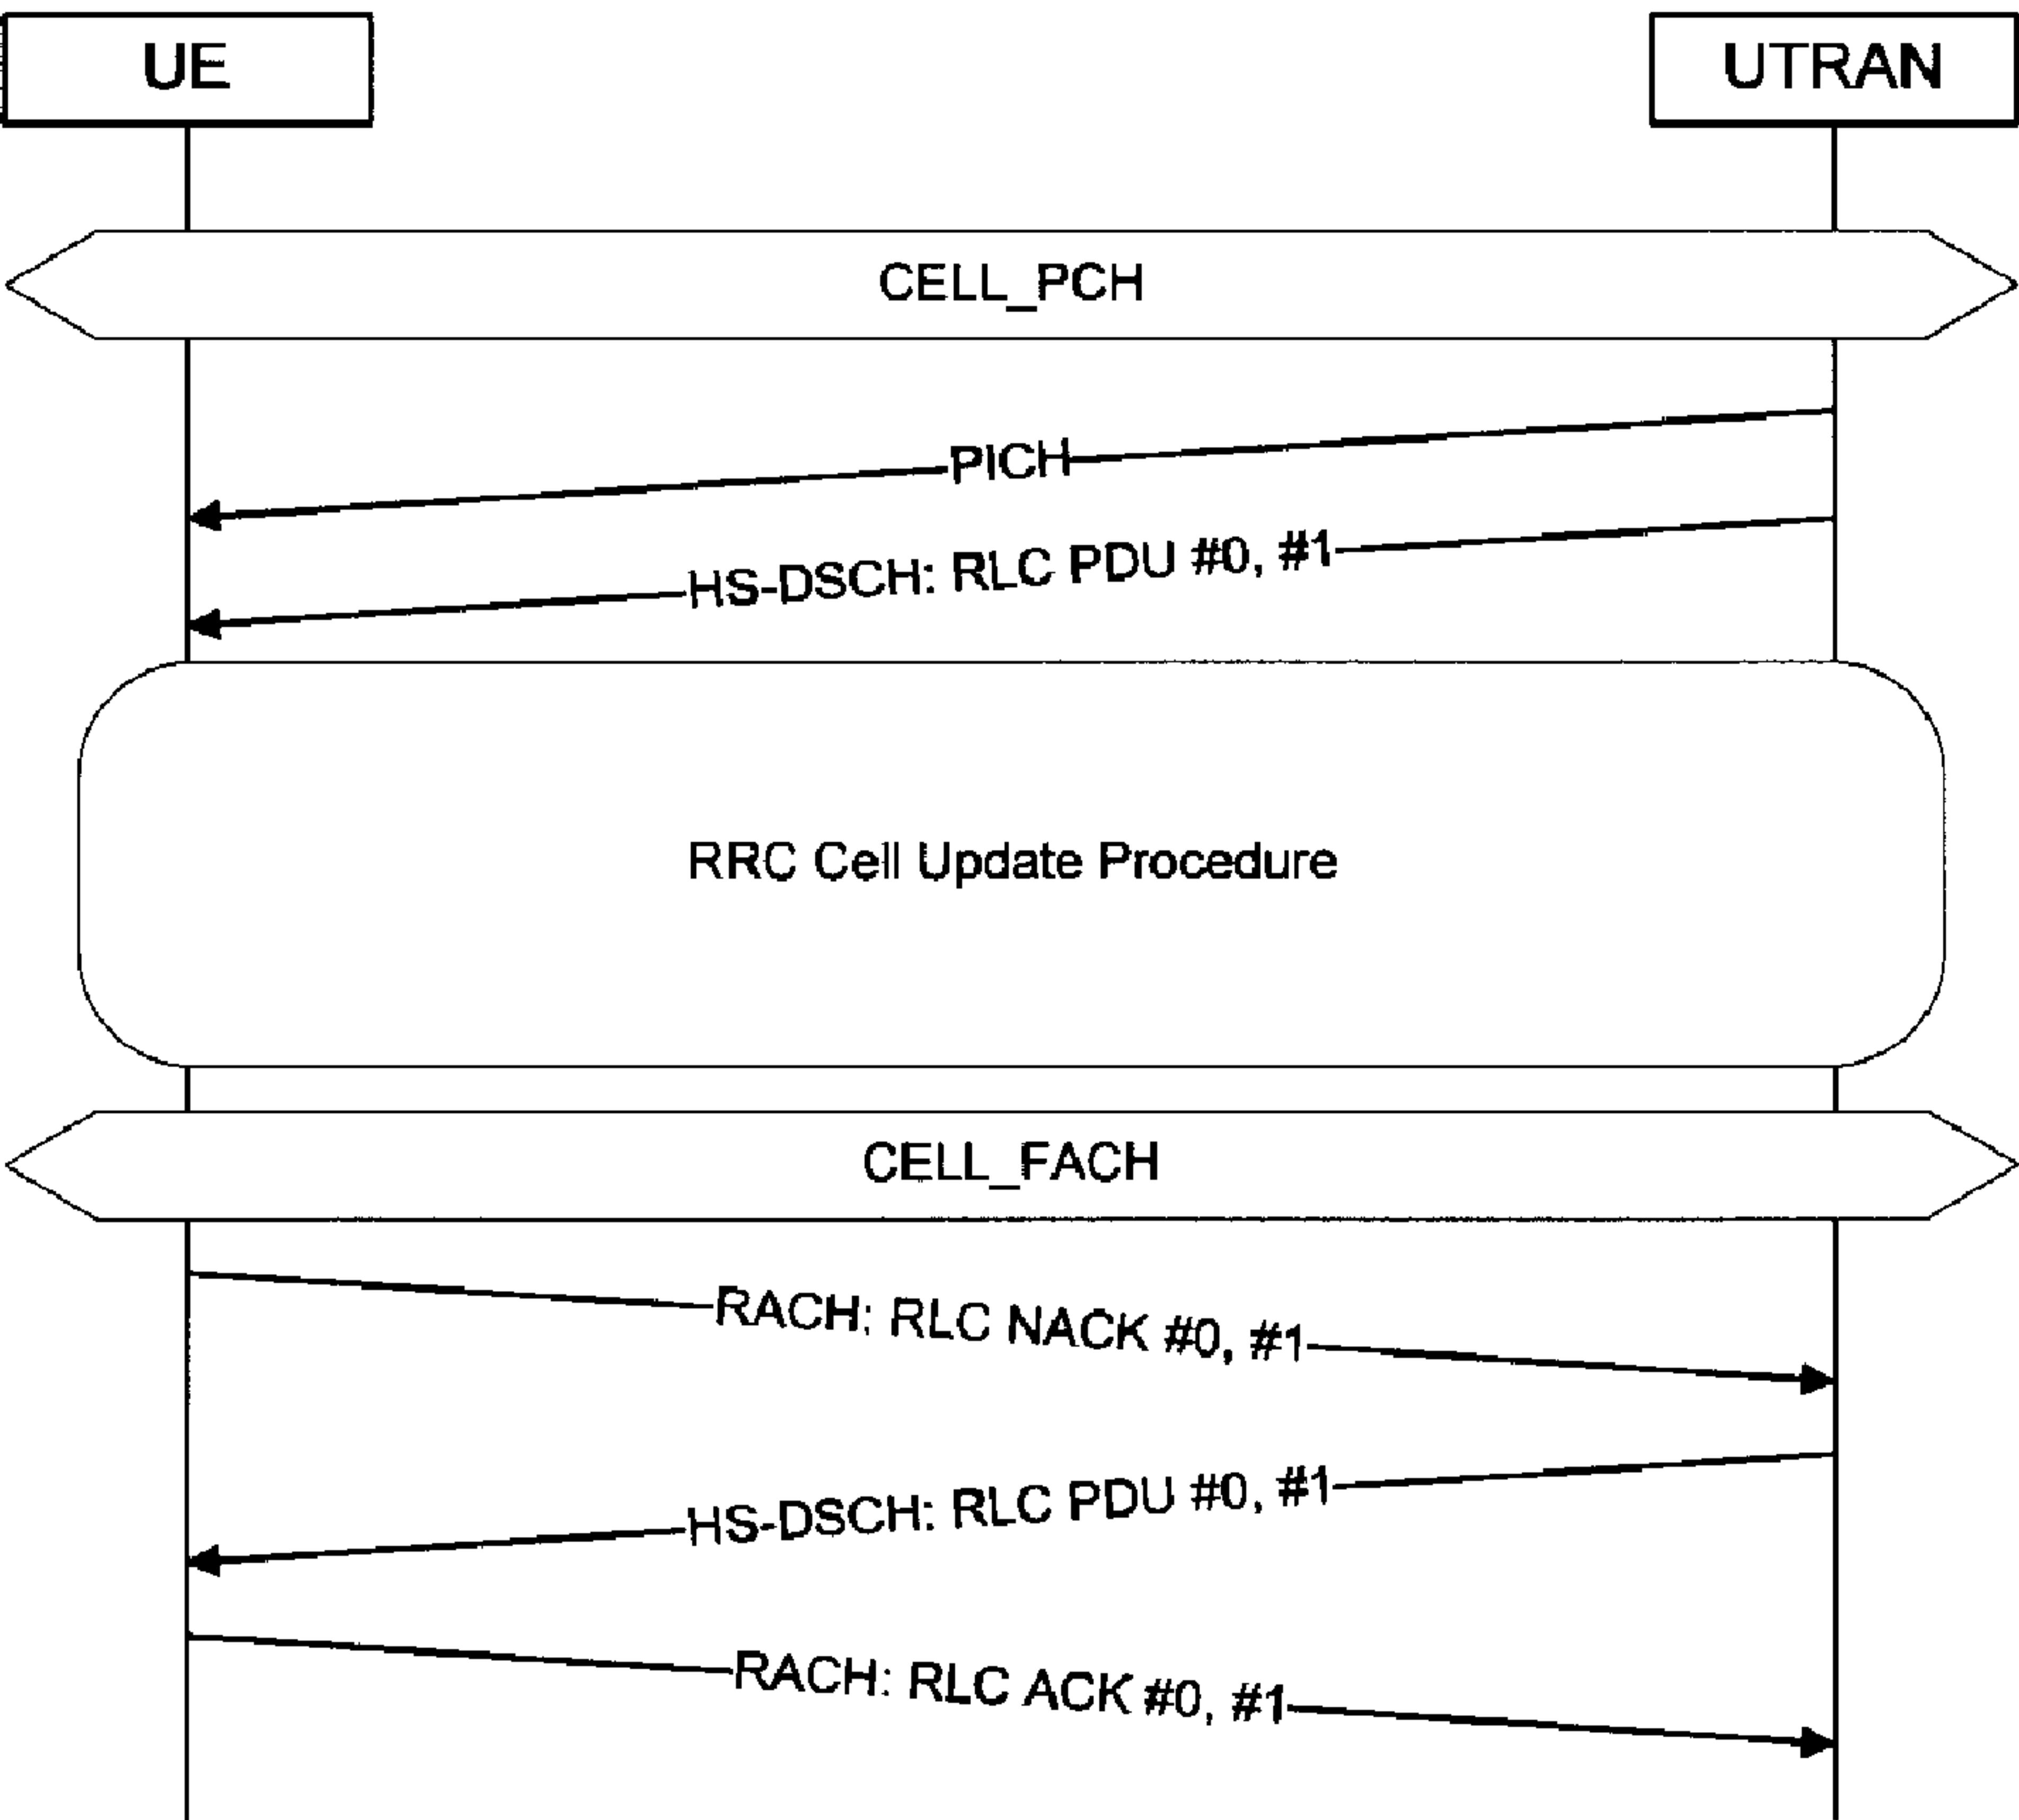 UE
UTRAN
CELL_PCH
PICH
HS-DSCH: RLC PDU #0, #1
RRC Cell Update Procedure
CELL_FACH
RACH: RLC NACK #0, #1
HS-DSCH: RLC PDU #0, #1
RACH: RLC ACK #0, #1